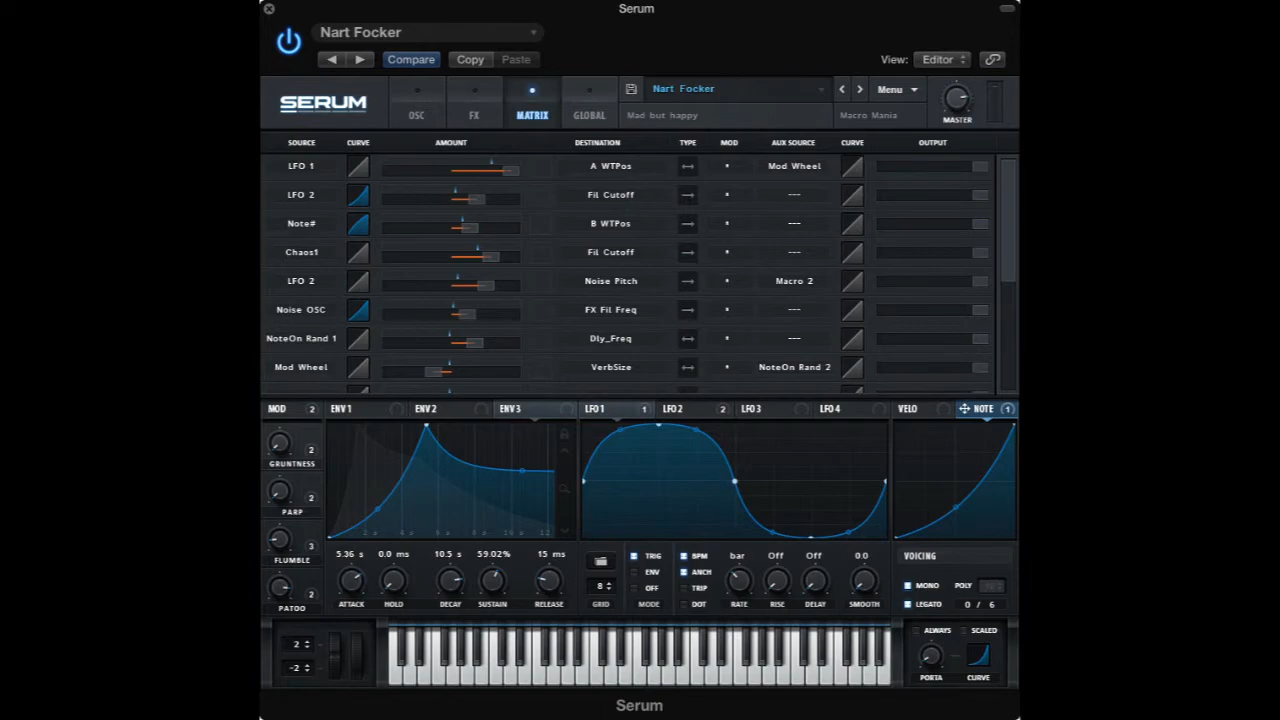 Serum
Nart Focker
Compare Copy Paste View: Editor
SERUM OSC FX MATRIX GLOBAL Nart Focker Menu
Mad but happy Macro Mania MASTER
SOURCE CURVE AMOUNT DESTINATION TYPE MOD AUX SOURCE CURVE OUTPUT
LFO 1 A WTPos Mod Wheel
LFO 2 Fil Cutoff ---
Note# B WTPos ---
Chaos1 Fil Cutoff ---
LFO 2 Noise Pitch Macro 2
Noise OSC FX Fil Freq ---
NoteOn Rand 1 Dly_Freq ---
Mod Wheel VerbSize NoteOn Rand 2
MOD 2 ENV 1 ENV 2 ENV 3 LFO 1 1 LFO 2 2 LFO 3 LFO 4 VELO NOTE 1
2
GRUNTNESS
2
PARP
3
FLUMBLE
2
PATOO
2 s 4 s 6 s 8 s 10 s 12
5.36 s 0.0 ms 10.5 s 59.02% 15 ms
ATTACK HOLD DECAY SUSTAIN RELEASE
8
GRID
TRIG
ENV
OFF
MODE
BPM
ANCH
TRIP
DOT
bar Off Off 0.0
RATE RISE DELAY SMOOTH
VOICING
MONO POLY
LEGATO 0 / 6
2
-2
ALWAYS SCALED
PORTA CURVE
Serum